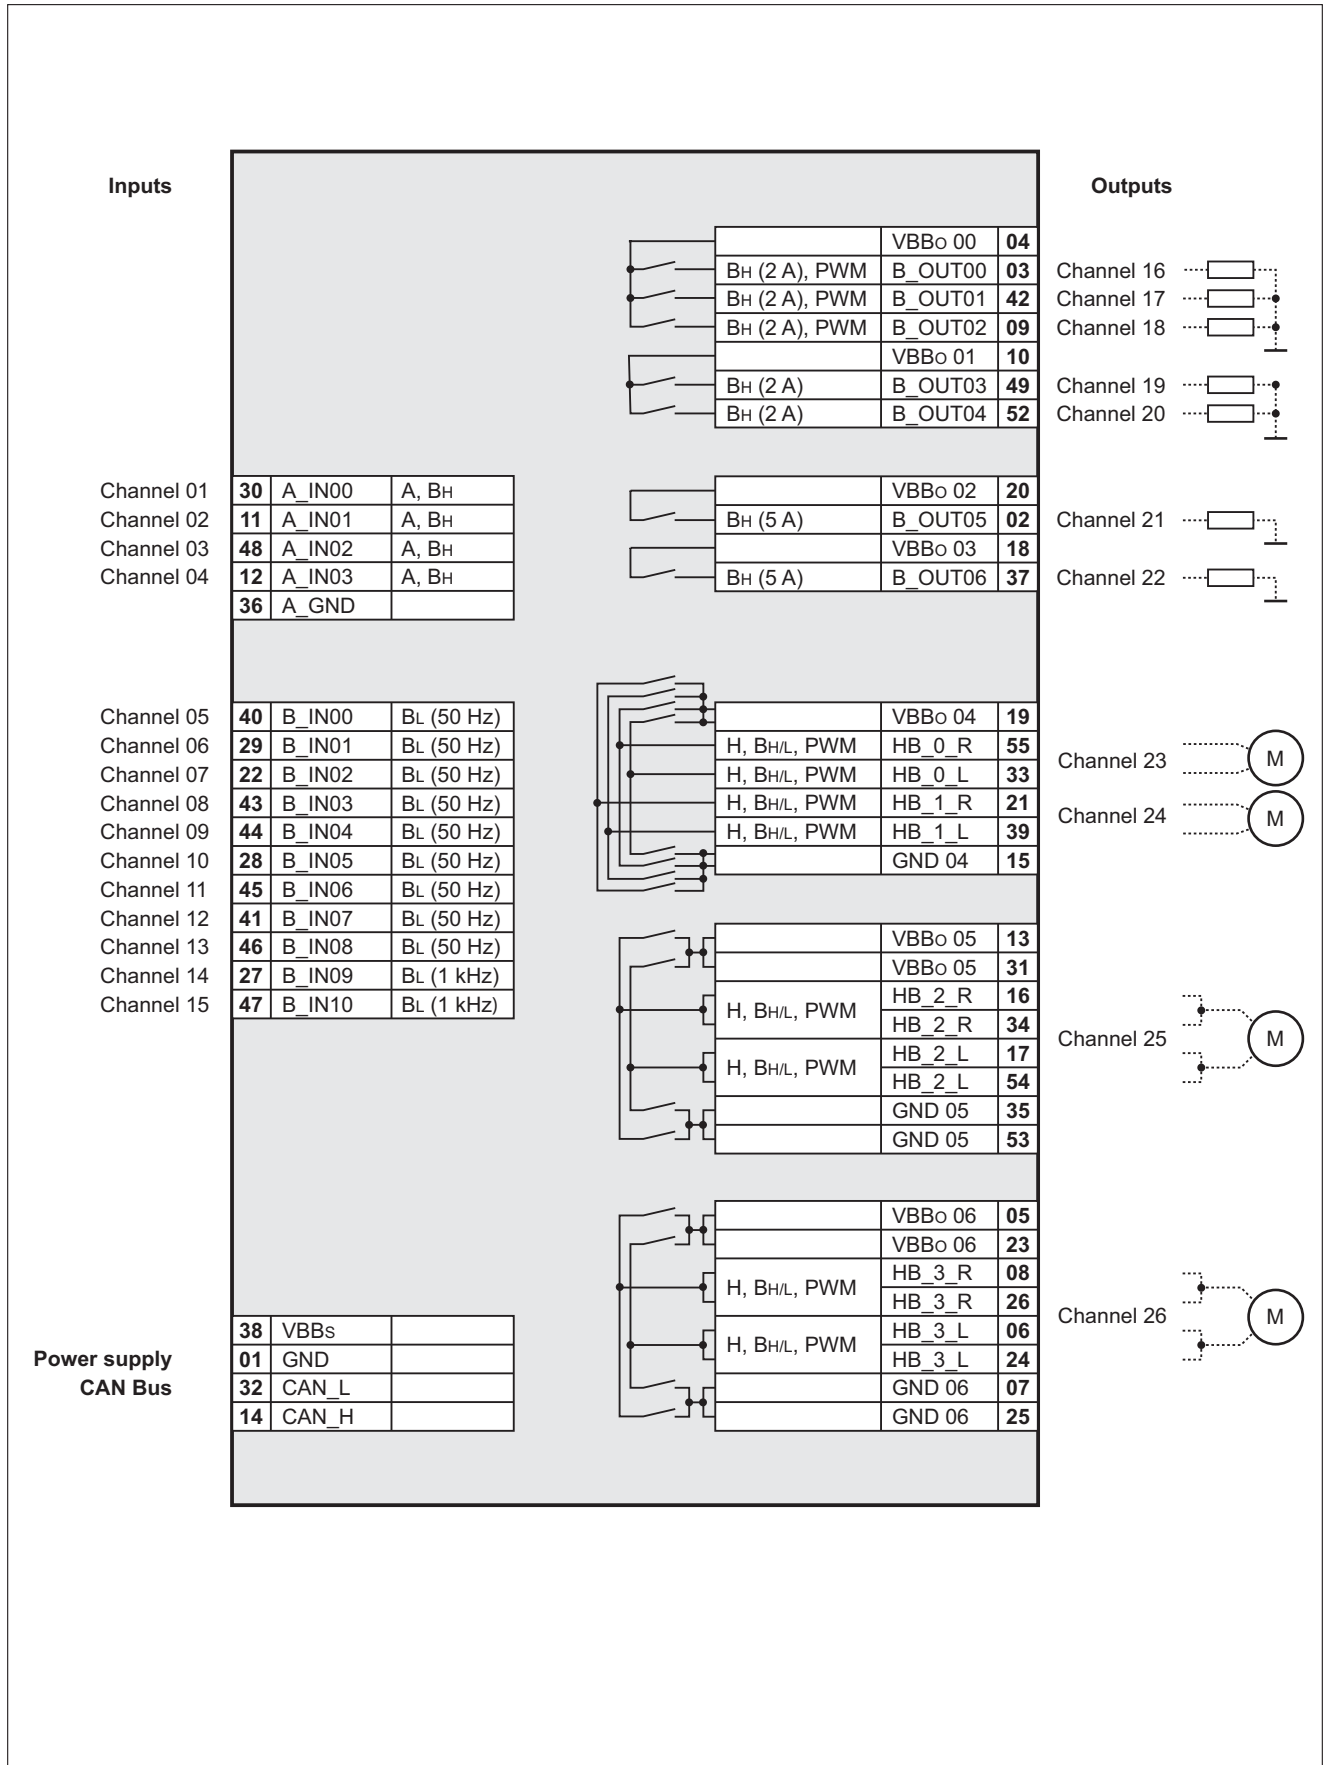 Inputs
Outputs
VBBO 00 04
BH (2 A), PWM B_OUT00 03 Channel 16
BH (2 A), PWM B_OUT01 42 Channel 17
BH (2 A), PWM B_OUT02 09 Channel 18
VBBO 01 10
BH (2 A) B_OUT03 49 Channel 19
BH (2 A) B_OUT04 52 Channel 20
Channel 01 30 A_IN00 A, BH
Channel 02 11 A_IN01 A, BH
Channel 03 48 A_IN02 A, BH
Channel 04 12 A_IN03 A, BH
36 A_GND
VBBO 02 20
BH (5 A) B_OUT05 02 Channel 21
VBBO 03 18
BH (5 A) B_OUT06 37 Channel 22
Channel 05 40 B_IN00 BL (50 Hz)
Channel 06 29 B_IN01 BL (50 Hz)
Channel 07 22 B_IN02 BL (50 Hz)
Channel 08 43 B_IN03 BL (50 Hz)
Channel 09 44 B_IN04 BL (50 Hz)
Channel 10 28 B_IN05 BL (50 Hz)
Channel 11 45 B_IN06 BL (50 Hz)
Channel 12 41 B_IN07 BL (50 Hz)
Channel 13 46 B_IN08 BL (50 Hz)
Channel 14 27 B_IN09 BL (1 kHz)
Channel 15 47 B_IN10 BL (1 kHz)
VBBO 04 19
H, BH/L, PWM HB_0_R 55
H, BH/L, PWM HB_0_L 33
Channel 23 M
H, BH/L, PWM HB_1_R 21
H, BH/L, PWM HB_1_L 39
Channel 24 M
GND 04 15
VBBO 05 13
VBBO 05 31
H, BH/L, PWM HB_2_R 16
HB_2_R 34
Channel 25 M
H, BH/L, PWM HB_2_L 17
HB_2_L 54
GND 05 35
GND 05 53
VBBO 06 05
VBBO 06 23
H, BH/L, PWM HB_3_R 08
HB_3_R 26
Channel 26 M
H, BH/L, PWM HB_3_L 06
HB_3_L 24
GND 06 07
GND 06 25
38 VBBS
Power supply 01 GND
CAN Bus 32 CAN_L
14 CAN_H